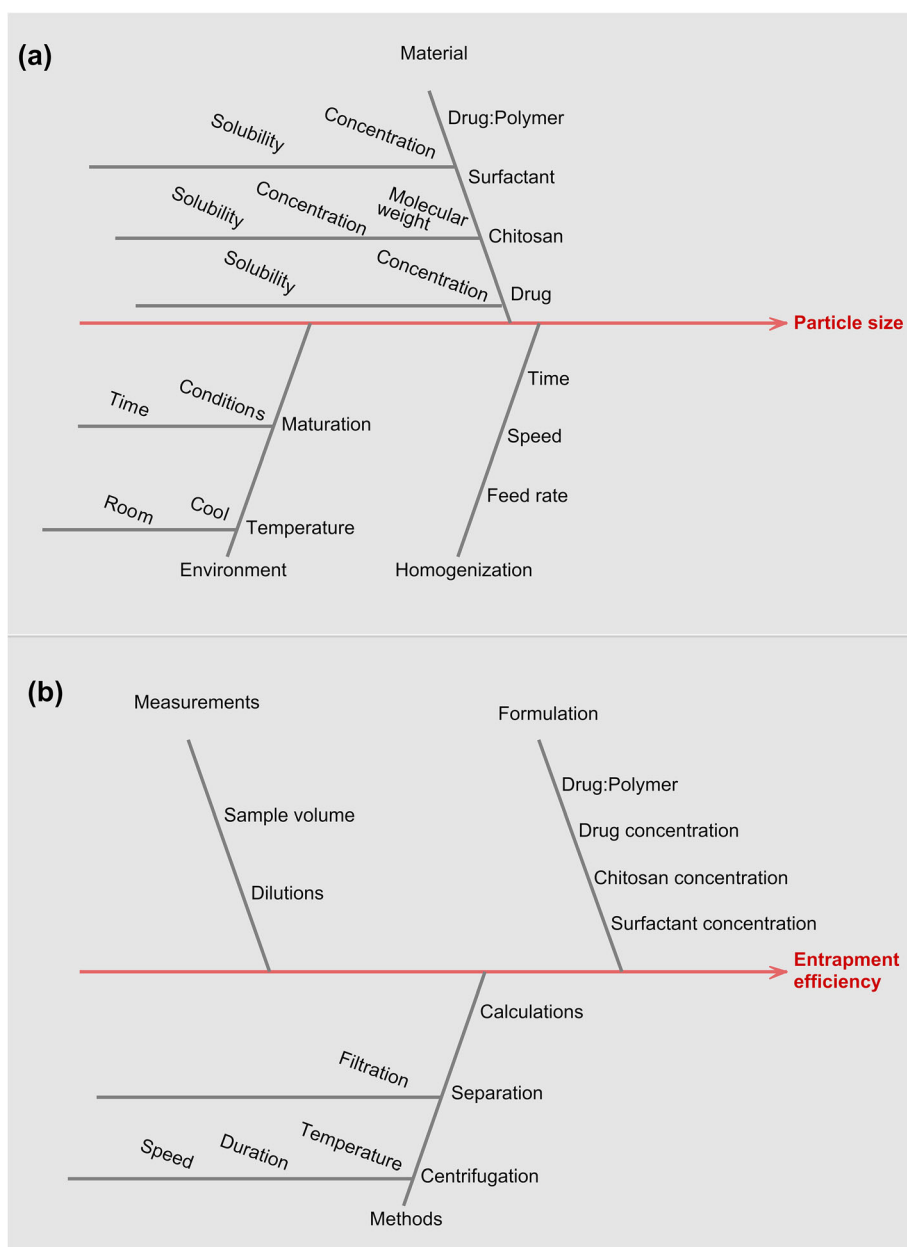 (a)
Material
Drug:Polymer
Solubility
Concentration
Surfactant
Solubility
Concentration
Molecular
weight
Chitosan
Solubility
Concentration
Drug
Particle size
Time
Conditions
Maturation
Room
Cool
Temperature
Environment
Time
Speed
Feed rate
Homogenization
(b)
Measurements
Sample volume
Dilutions
Formulation
Drug:Polymer
Drug concentration
Chitosan concentration
Surfactant concentration
Entrapment
efficiency
Calculations
Filtration
Separation
Speed
Duration
Temperature
Centrifugation
Methods